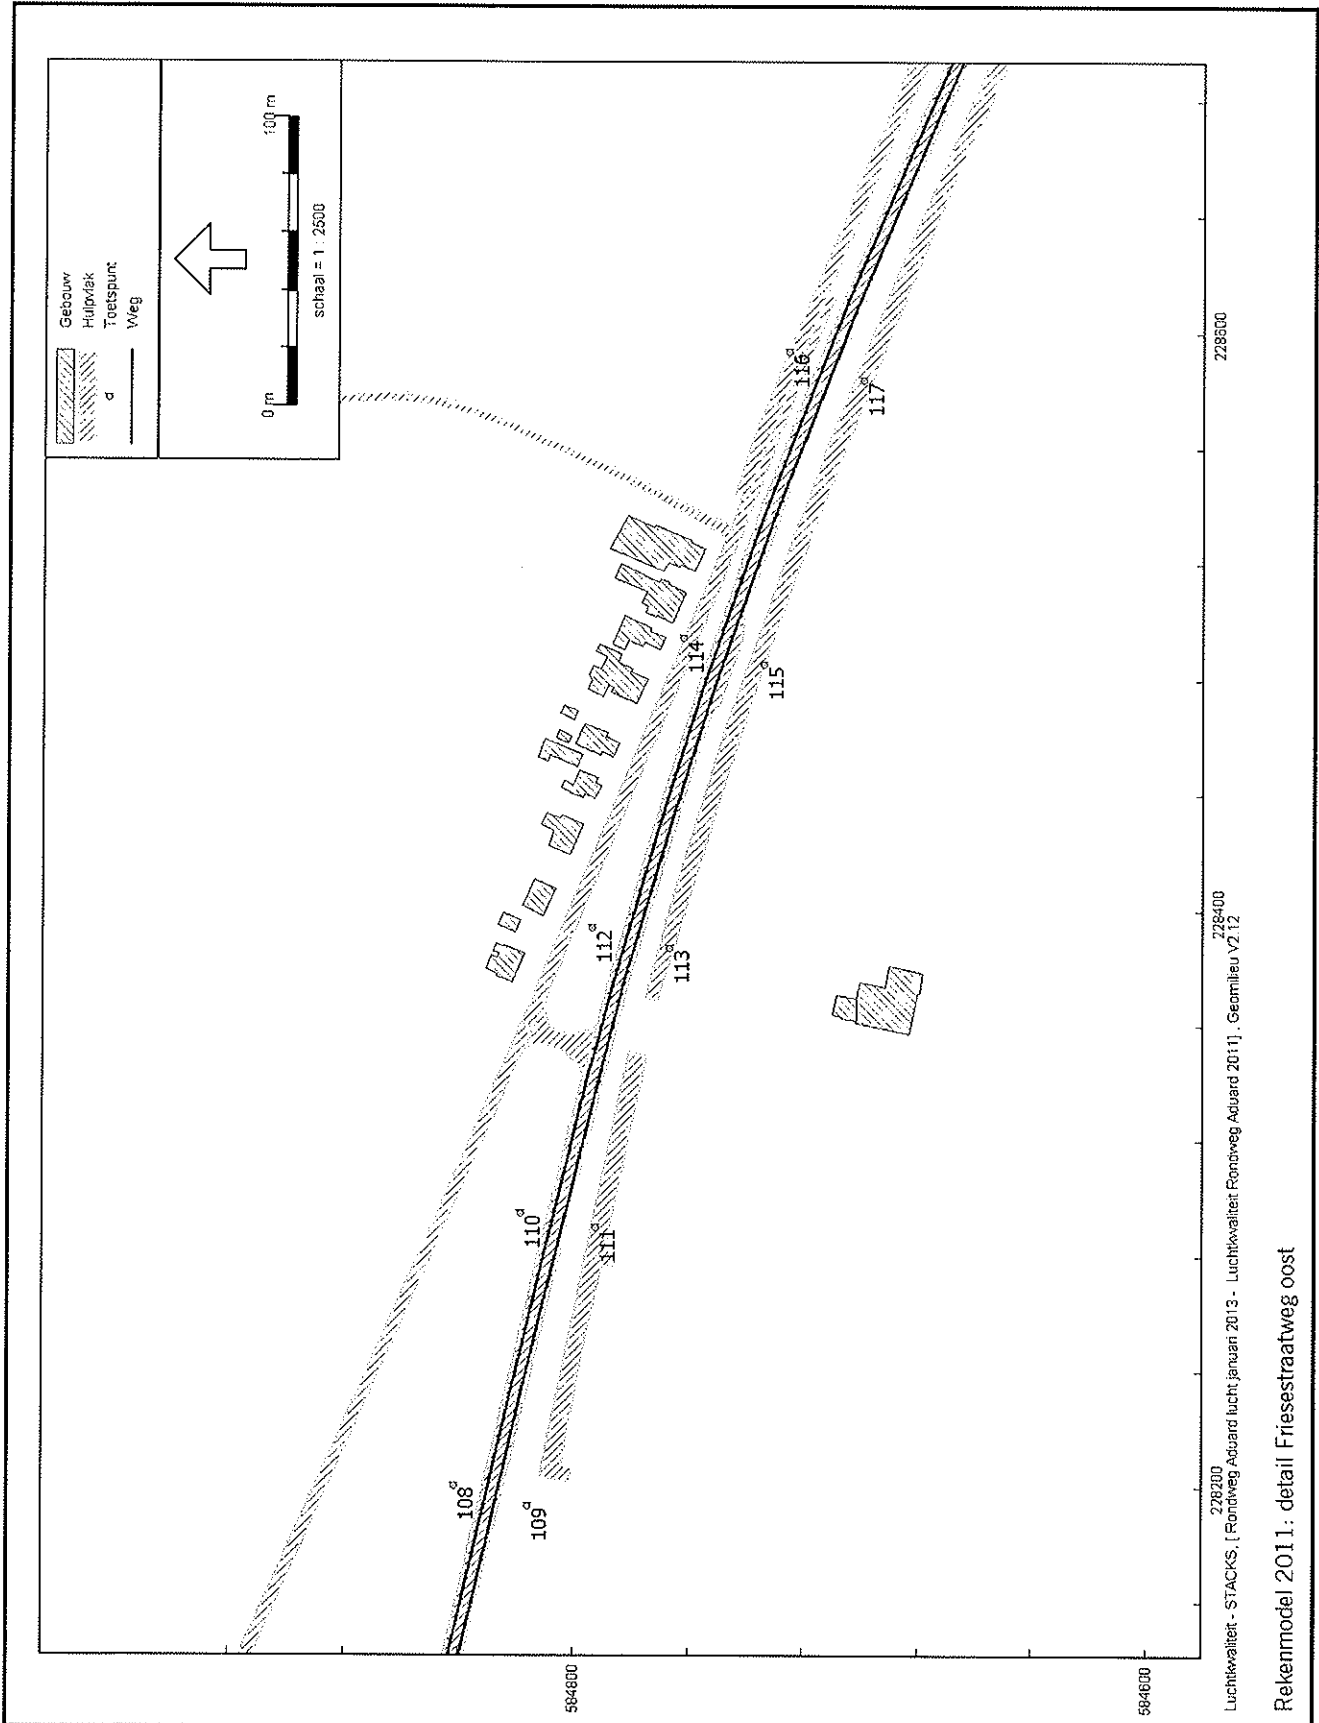 Gebouw
Hulpvlak
Toetspunt
Weg
0 m
100 m
schaal = 1 : 2500
108
109
110
111
112
113
114
115
116
117
584800
584600
228200
228400
228600
Luchtkwaliteit - STACKS, [Rondweg Aduard lucht januari 2013 - Luchtkwaliteit Rondweg Aduard 2011] , Geomilieu V2.12
Rekenmodel 2011: detail Friesestraatweg oost